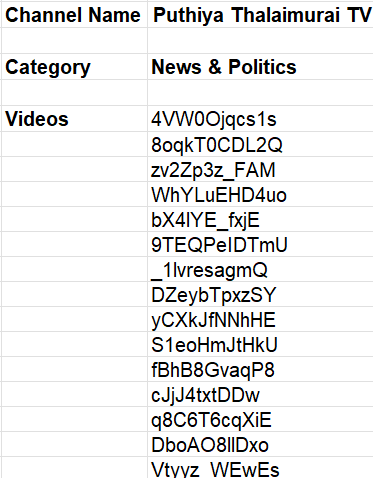 Channel Name Puthiya Thalaimurai TV
Category News & Politics
Videos 4VW0Ojqcs1s
8oqkT0CDL2Q
zv2Zp3z_FAM
WhYLuEHD4uo
bX4lYE_fxjE
9TEQPeIDTmU
_1lvresagmQ
DZeybTpxzSY
yCXkJfNNhHE
S1eoHmJtHkU
fBhB8GvaqP8
cJjJ4txtDDw
q8C6T6cqXiE
DboAO8llDxo
Vtyyz_WEwEs